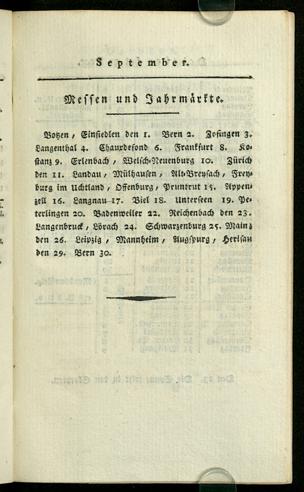 September.
Messen und Jahrmärkte.
Botzen, Einsiedlen den 1. Bern 2. Zofingen 3.
Langenthal 4. Chauxdefond 6. Frankfurt 8. Ko-
stanz 9. Erlenbach, Welsch-Neuenburg 10. Zürich
den 11. Landau, Mülhausen, Alt-Breysach, Frey-
burg im Uchtland, Offenburg, Pruntrut 15. Appen-
zell 16. Langnau 17. Biel 18. Unterseen 19. Pe-
terlingen 20. Badenweiler 22. Reichenbach den 23.
Langenbruck, Lörach 24. Schwarzenburg 25. Mainz
den 26. Leipzig, Mannheim, Augspurg, Herisau
den 29. Bern 30.